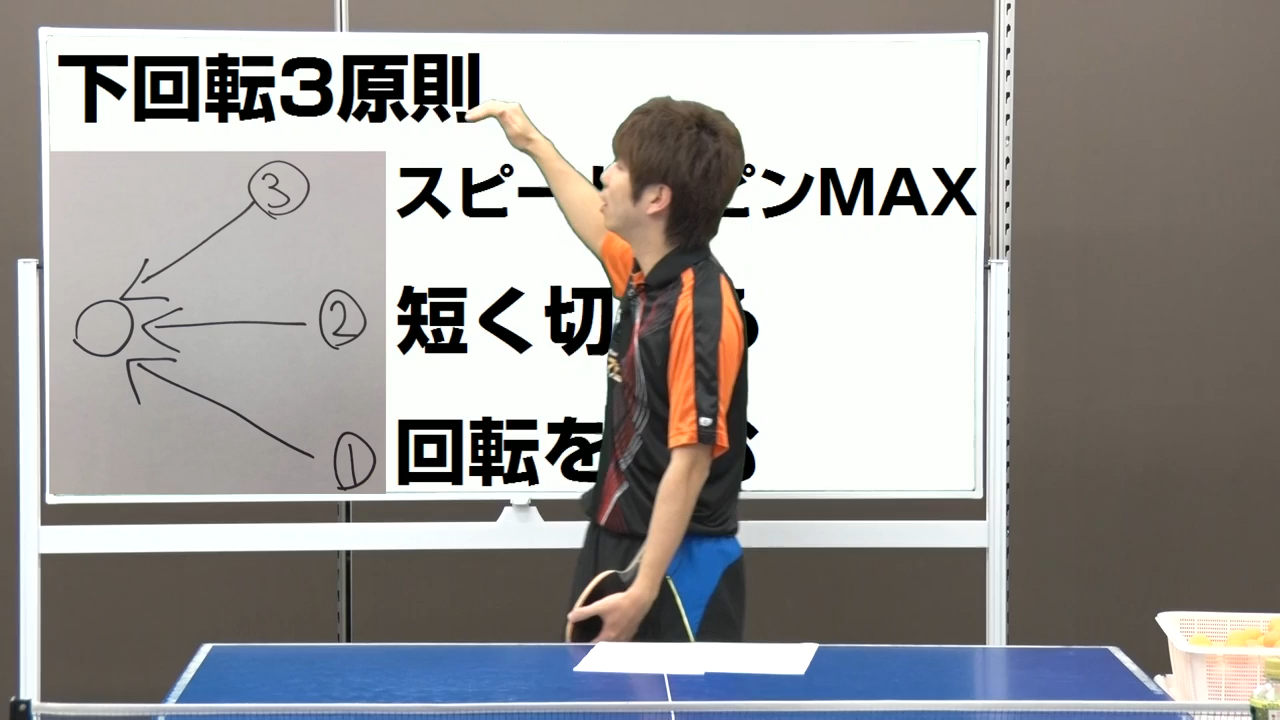 下回転3原則
③
スピー ピンMAX
②
短く切 る
①
回転を